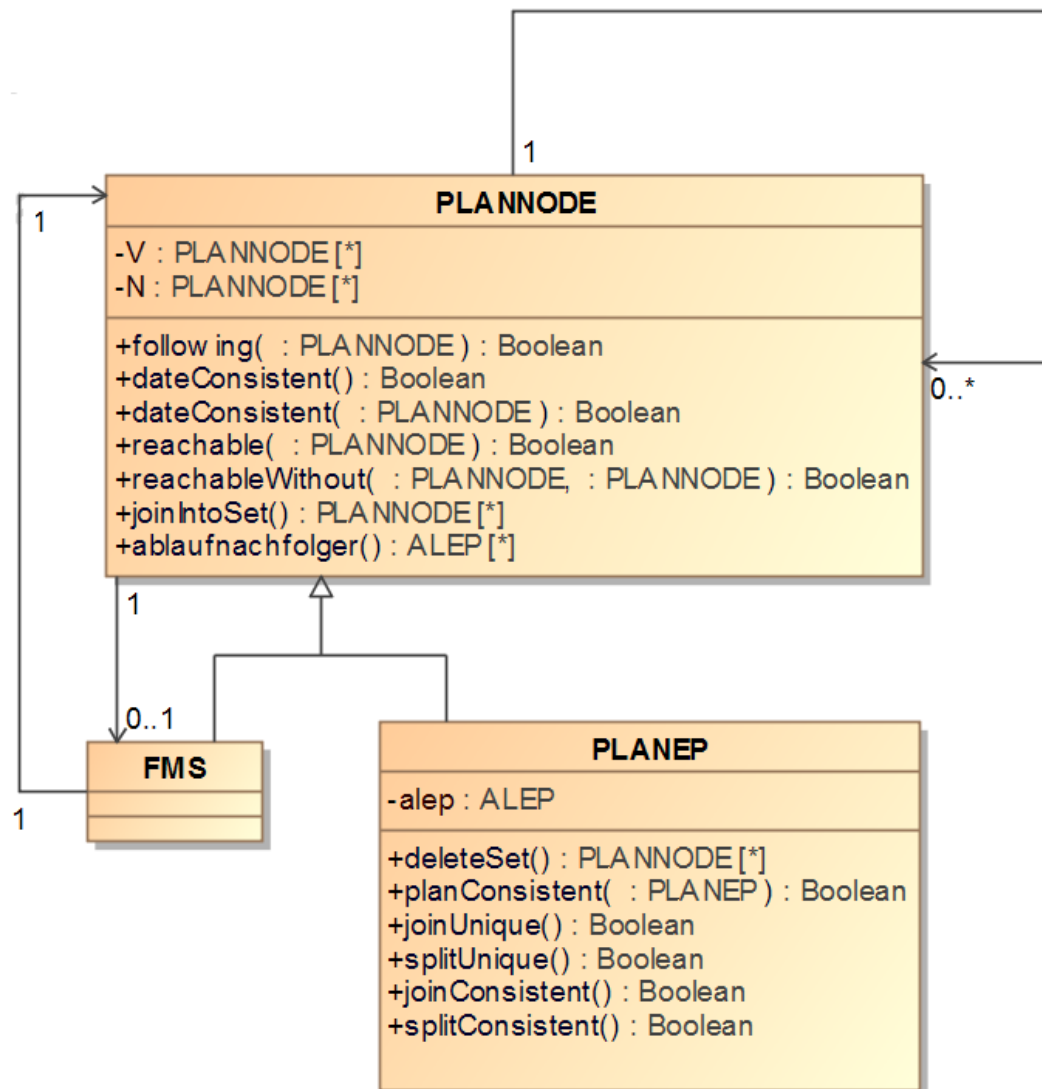 1
PLANNODE
1
-V : PLANNODE [*]
-N : PLANNODE [*]
+following( : PLANNODE ) : Boolean
+dateConsistent() : Boolean
0..*
+dateConsistent( : PLANNODE ) : Boolean
+reachable( : PLANNODE ) : Boolean
+reachableWithout( : PLANNODE, : PLANNODE ) : Boolean
+joinIntoSet() : PLANNODE [*]
+ablaufnachfolger() : ALEP [*]
1
0..1
FMS
PLANEP
1
-alep : ALEP
+deleteSet() : PLANNODE [*]
+planConsistent( : PLANEP ) : Boolean
+joinUnique() : Boolean
+splitUnique() : Boolean
+joinConsistent() : Boolean
+splitConsistent() : Boolean